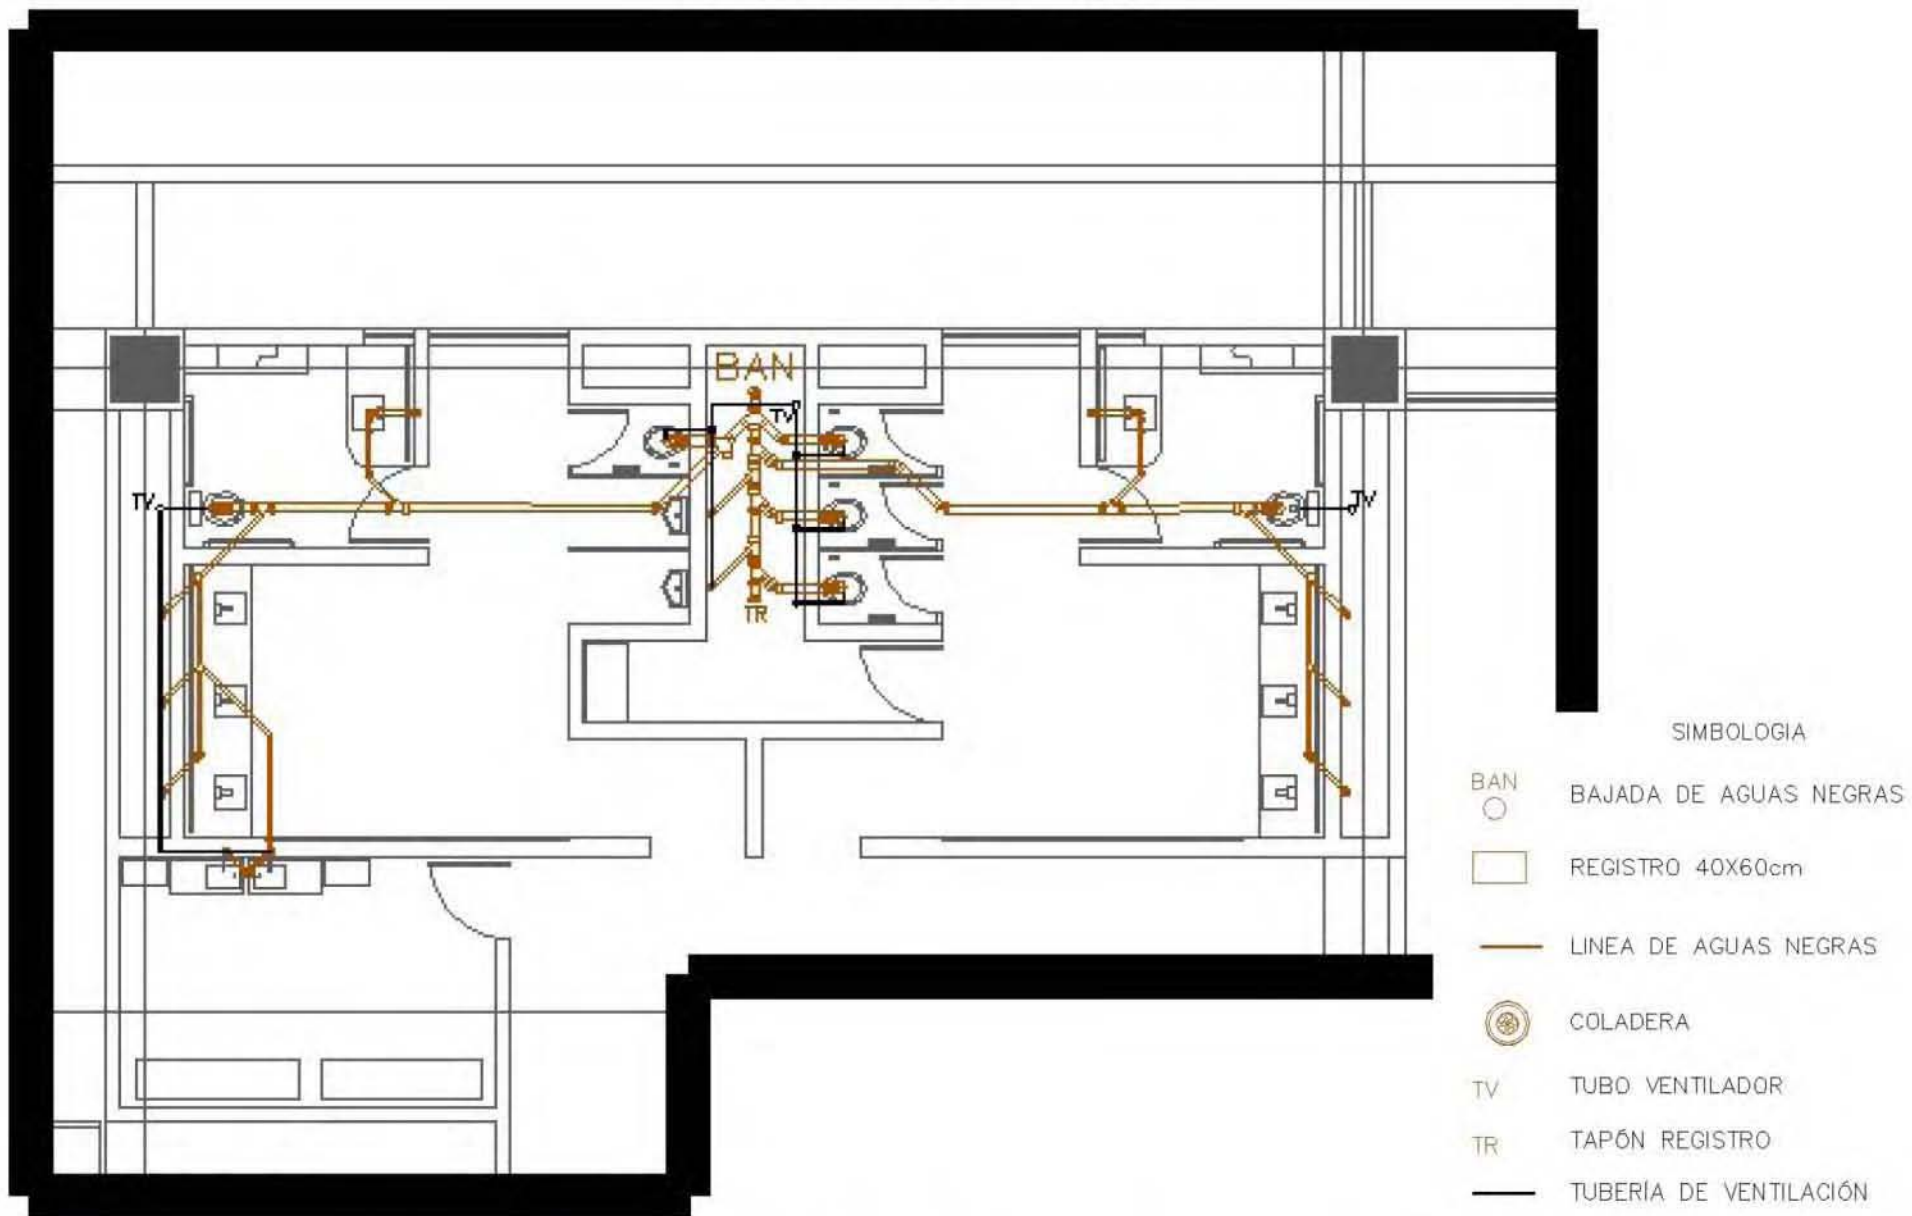 BAN
TV
TV
TV
TR
SIMBOLOGIA
BAN
BAJADA DE AGUAS NEGRAS
REGISTRO 40X60cm
LINEA DE AGUAS NEGRAS
COLADERA
TV TUBO VENTILADOR
TR TAPÓN REGISTRO
TUBERÍA DE VENTILACIÓN